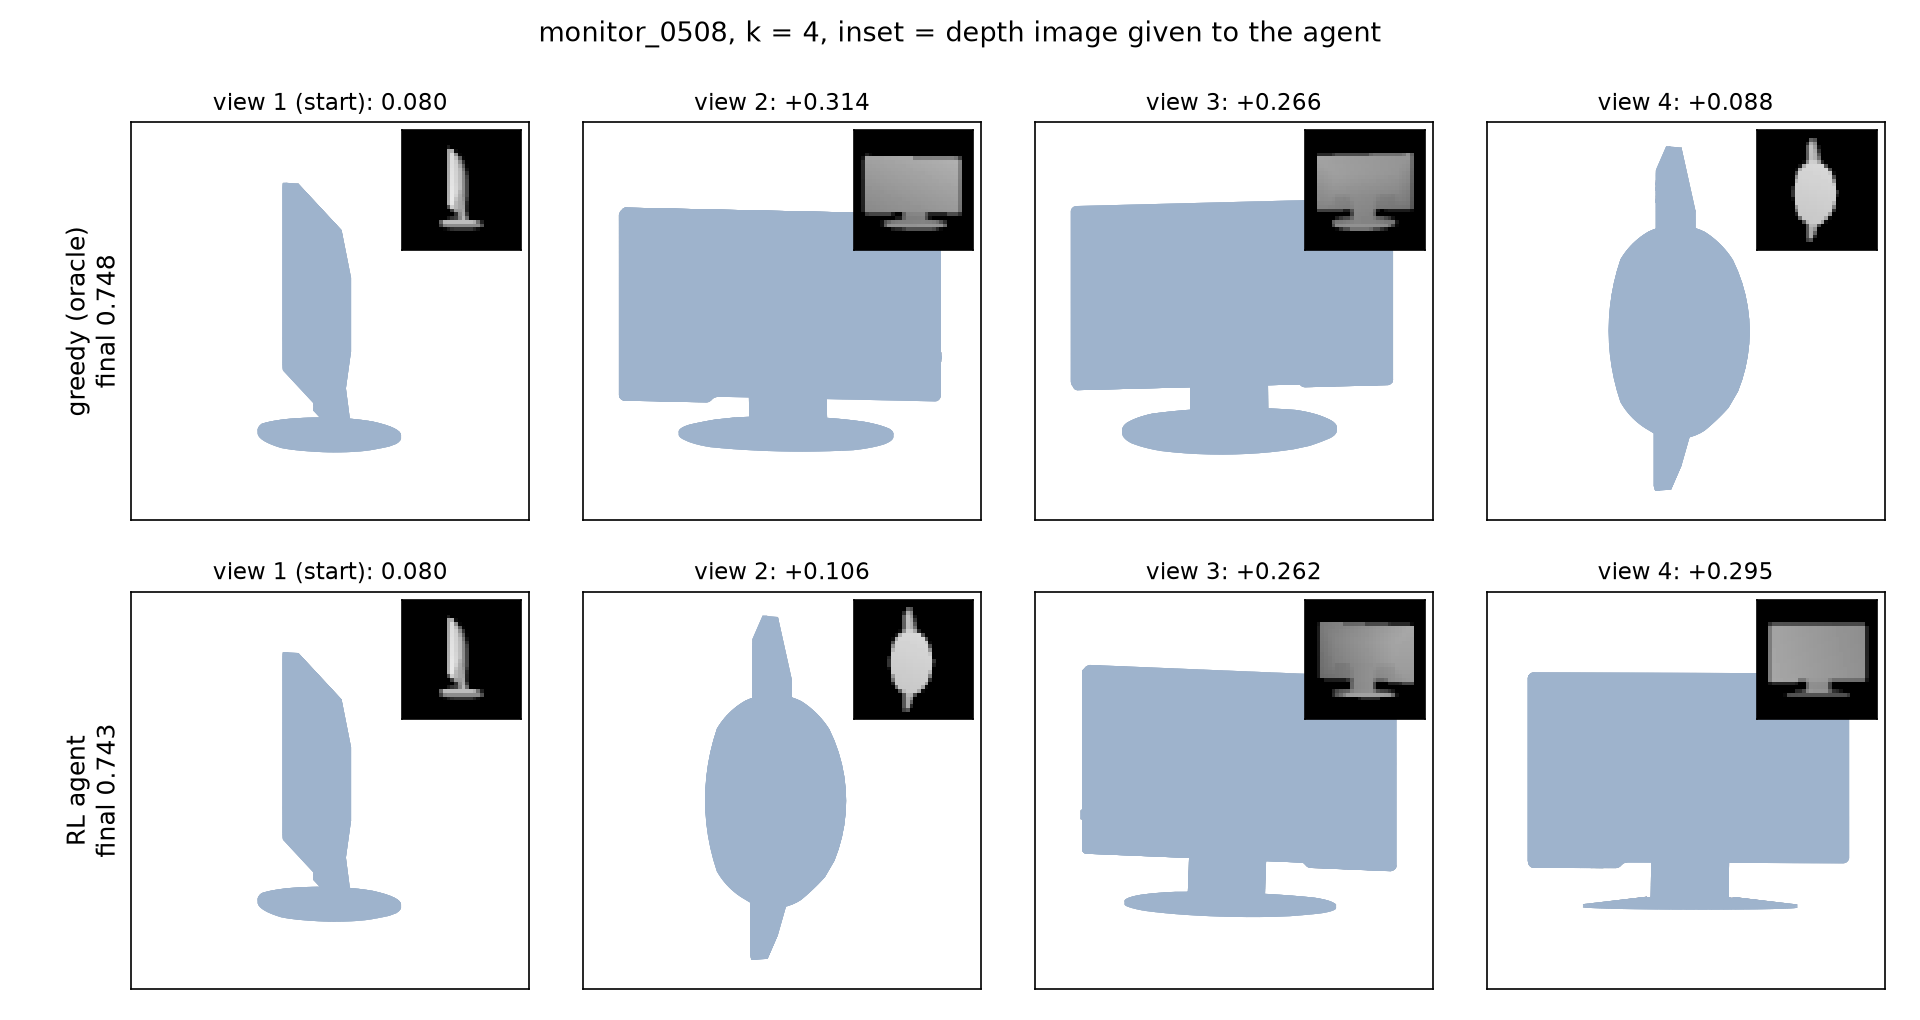 monitor_0508, k = 4, inset = depth image given to the agent
view 1 (start): 0.080
view 2: +0.314
view 3: +0.266
view 4: +0.088
greedy (oracle)
final 0.748
view 1 (start): 0.080
view 2: +0.106
view 3: +0.262
view 4: +0.295
RL agent
final 0.743